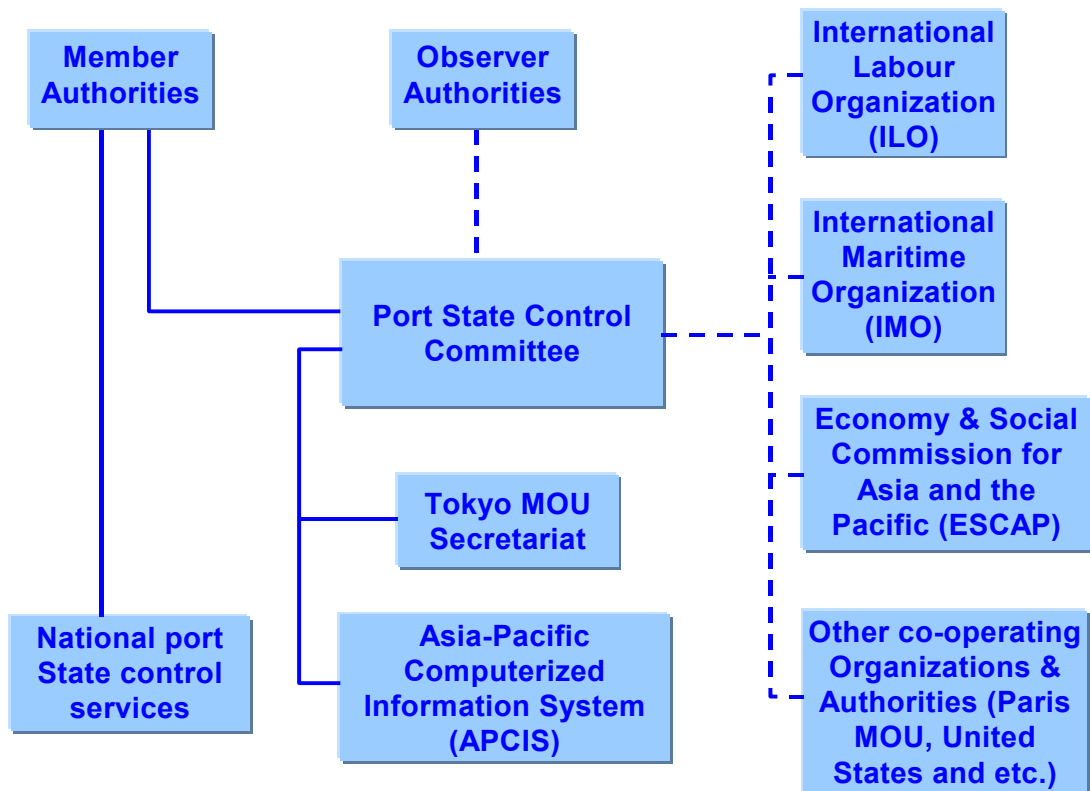 Member
Authorities
Observer
Authorities
International
Labour
Organization
(ILO)
International
Maritime
Organization
(IMO)
Port State Control
Committee
Economy & Social
Commission for
Asia and the
Pacific (ESCAP)
Tokyo MOU
Secretariat
National port
State control
services
Asia-Pacific
Computerized
Information System
(APCIS)
Other co-operating
Organizations &
Authorities (Paris
MOU, United
States and etc.)